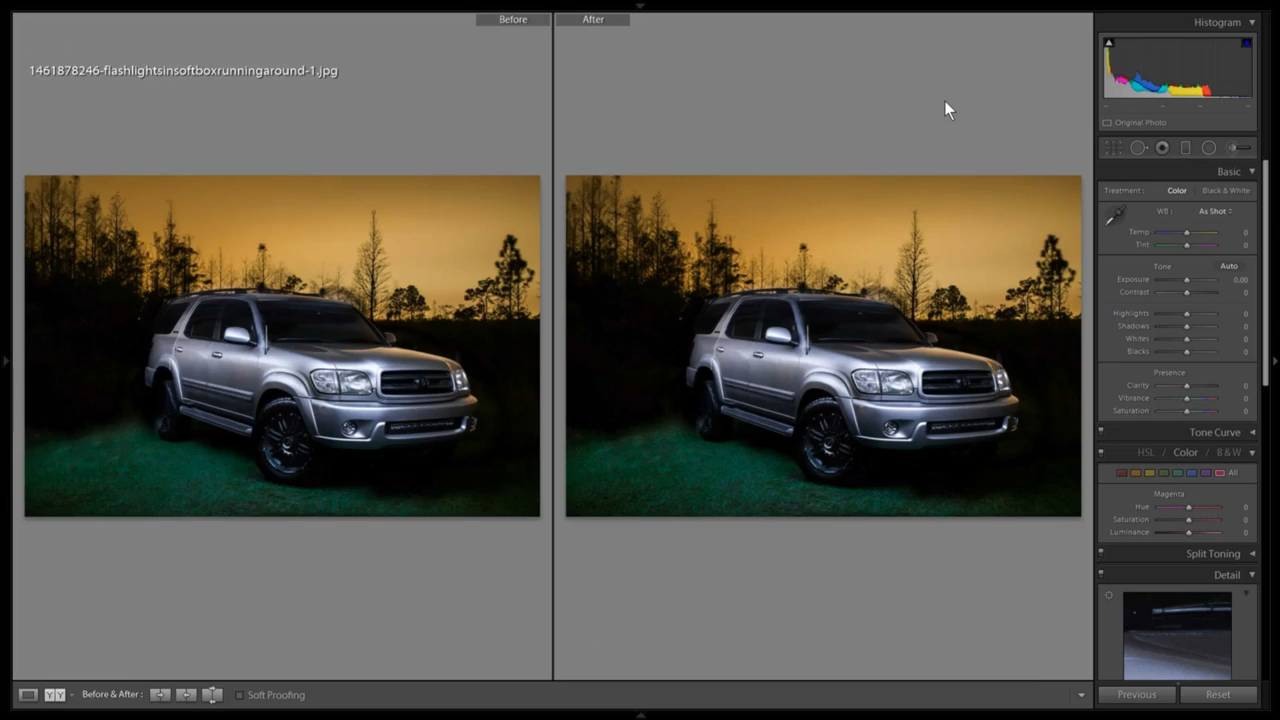 Before
After
Histogram
1461878246-flashlightsinsoftboxrunningaround-1.jpg
Original Photo
Basic
Treatment : Color Black & White
WB : As Shot
Temp 0
Tint 0
Tone Auto
Exposure 0.00
Contrast 0
Highlights 0
Shadows 0
Whites 0
Blacks 0
Presence
Clarity 0
Vibrance 0
Saturation 0
Tone Curve
HSL / Color / B & W
All
Magenta
Hue 0
Saturation 0
Luminance 0
Split Toning
Detail
YY Before & After : Soft Proofing
Previous Reset